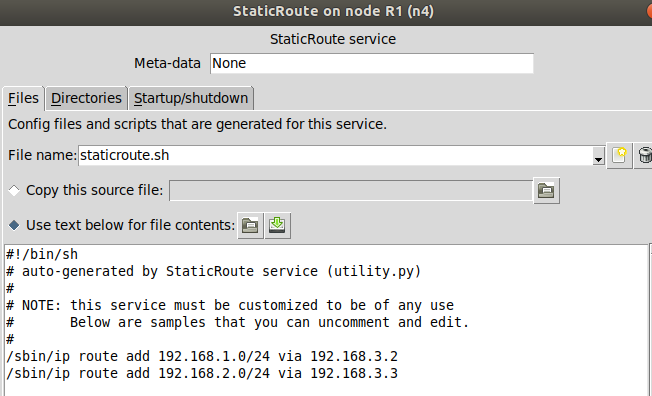 StaticRoute on node R1 (n4)
StaticRoute service
Meta-data None
Files Directories Startup/shutdown
Config files and scripts that are generated for this service.
File name: staticroute.sh
Copy this source file:
Use text below for file contents:
#!/bin/sh
# auto-generated by StaticRoute service (utility.py)
#
# NOTE: this service must be customized to be of any use
#       Below are samples that you can uncomment and edit.
#
/sbin/ip route add 192.168.1.0/24 via 192.168.3.2
/sbin/ip route add 192.168.2.0/24 via 192.168.3.3